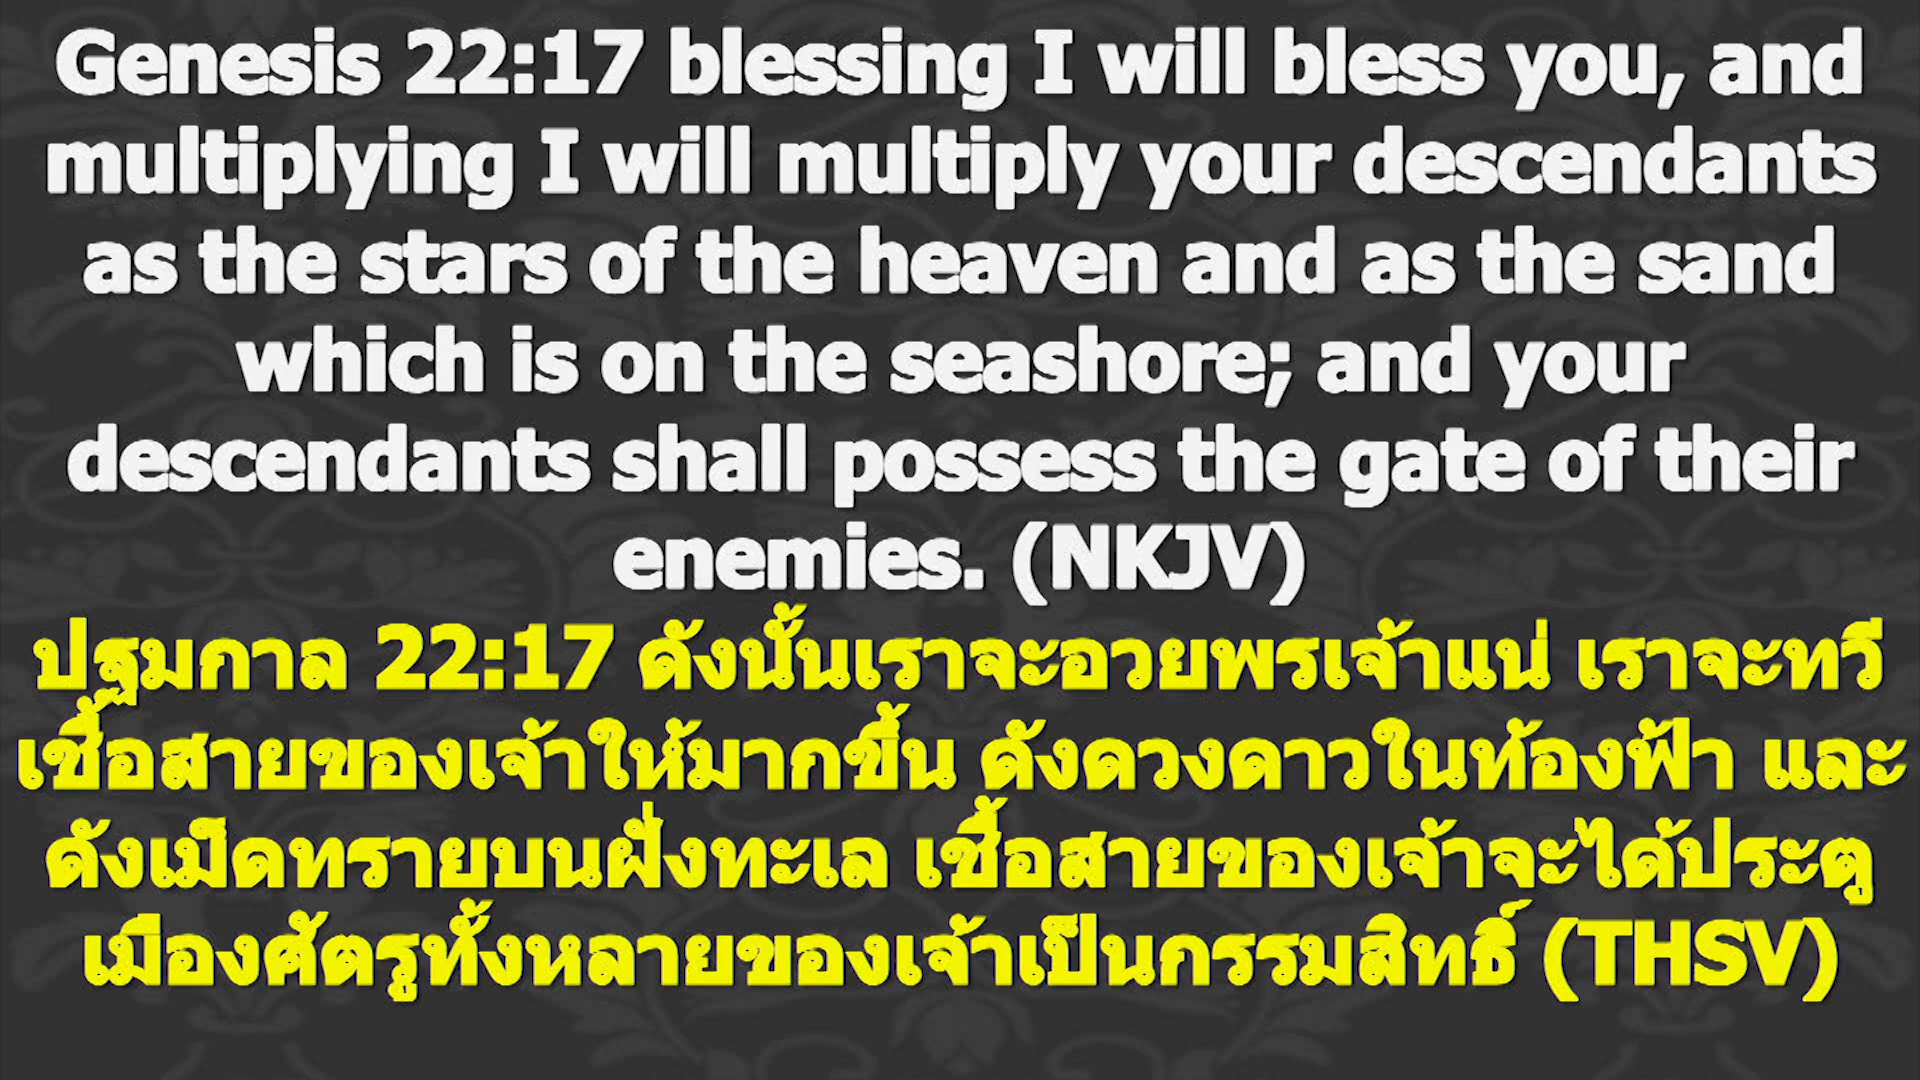 Genesis 22:17 blessing I will bless you, and
multiplying I will multiply your descendants
as the stars of the heaven and as the sand
which is on the seashore; and your
descendants shall possess the gate of their
enemies. (NKJV)
ปฐมกาล 22:17 ดังนั้นเราจะอวยพรเจ้าแน่ เราจะทวี
เชื้อสายของเจ้าให้มากขึ้น ดังดวงดาวในท้องฟ้า และ
ดังเม็ดทรายบนฝั่งทะเล เชื้อสายของเจ้าจะได้ประตู
เมืองศัตรูทั้งหลายของเจ้าเป็นกรรมสิทธิ์ (THSV)